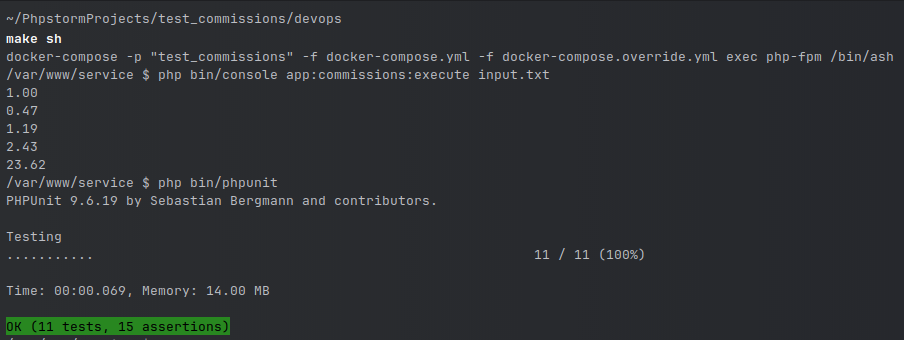 ~/PhpstormProjects/test_commissions/devops
make sh
docker-compose -p "test_commissions" -f docker-compose.yml -f docker-compose.override.yml exec php-fpm /bin/ash
/var/www/service $ php bin/console app:commissions:execute input.txt
1.00
0.47
1.19
2.43
23.62
/var/www/service $ php bin/phpunit
PHPUnit 9.6.19 by Sebastian Bergmann and contributors.
Testing
........... 11 / 11 (100%)
Time: 00:00.069, Memory: 14.00 MB
OK (11 tests, 15 assertions)